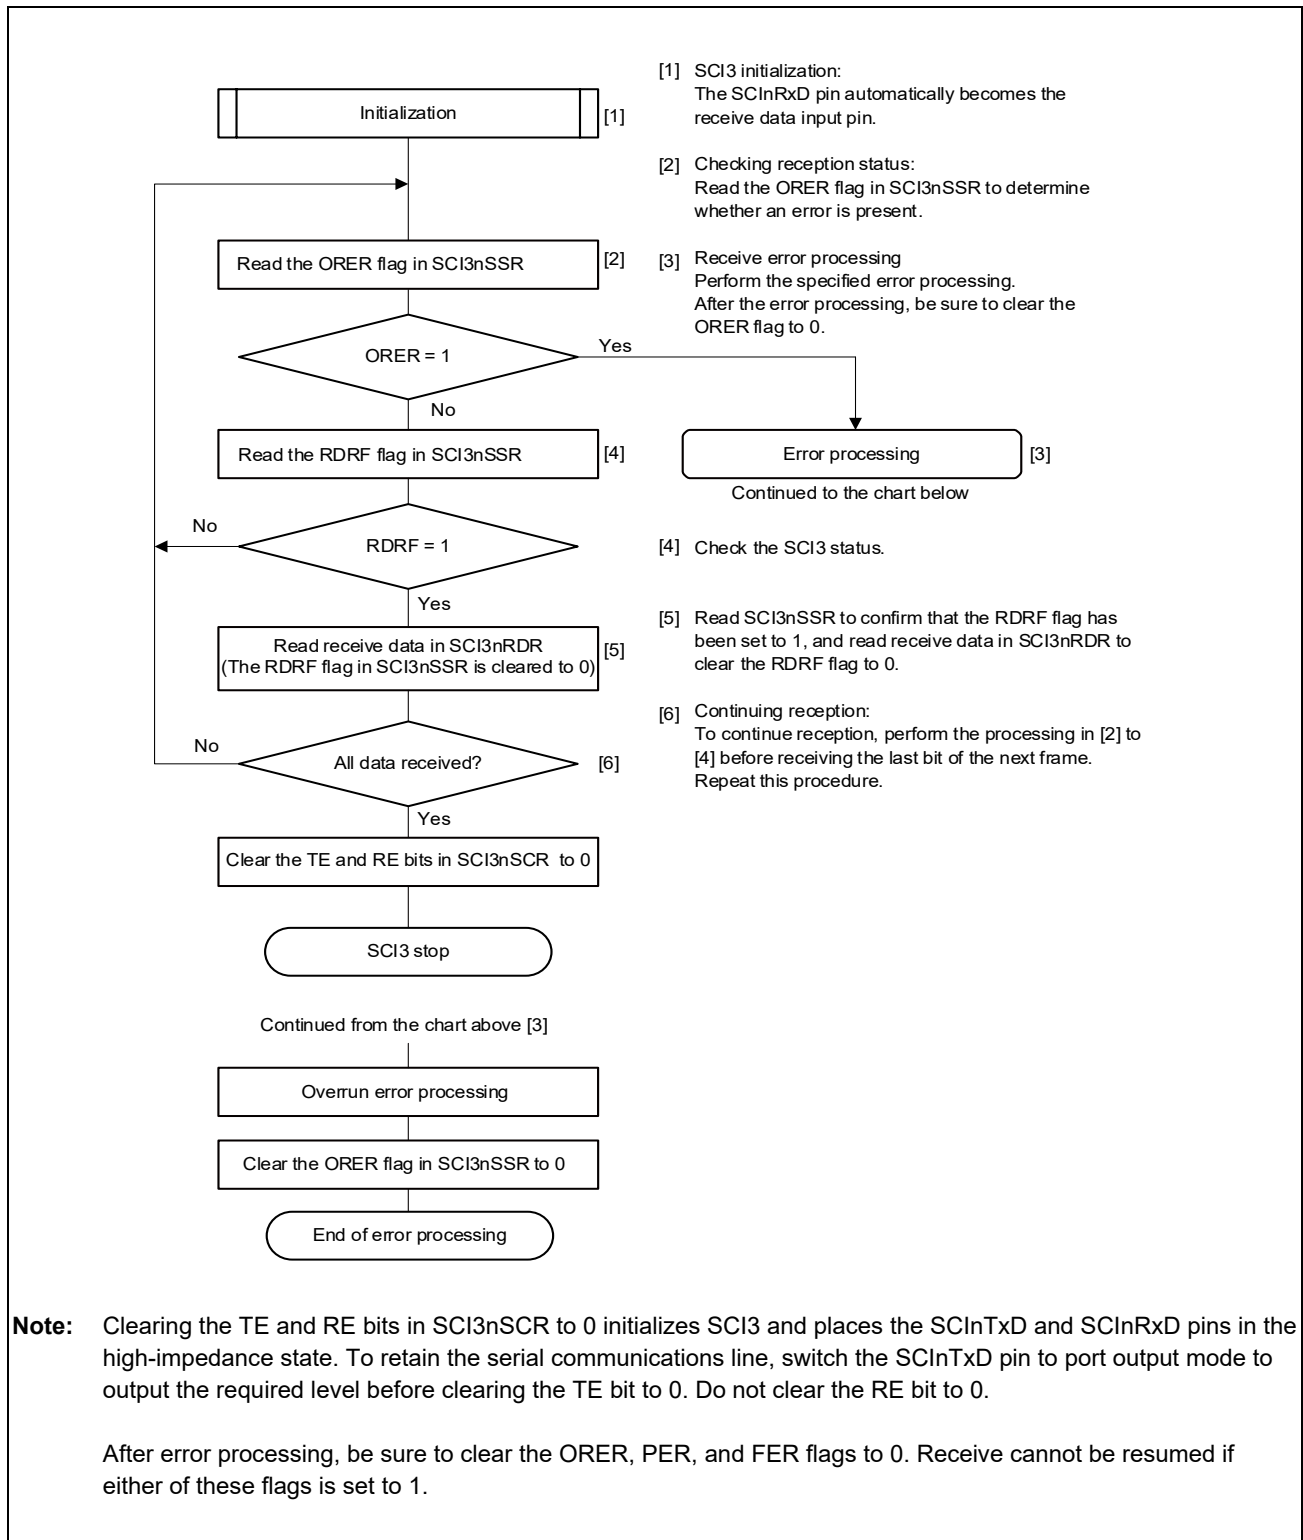 Initialization
[1]
[1] SCI3 initialization:
The SCInRxD pin automatically becomes the
receive data input pin.
[2] Checking reception status:
Read the ORER flag in SCI3nSSR to determine
whether an error is present.
Read the ORER flag in SCI3nSSR
[2]
[3] Receive error processing
Perform the specified error processing.
After the error processing, be sure to clear the
ORER flag to 0.
ORER = 1
Yes
No
Read the RDRF flag in SCI3nSSR
[4]
Error processing
[3]
Continued to the chart below
No
RDRF = 1
[4] Check the SCI3 status.
Yes
Read receive data in SCI3nRDR
(The RDRF flag in SCI3nSSR is cleared to 0)
[5]
[5] Read SCI3nSSR to confirm that the RDRF flag has
been set to 1, and read receive data in SCI3nRDR to
clear the RDRF flag to 0.
[6] Continuing reception:
To continue reception, perform the processing in [2] to
[4] before receiving the last bit of the next frame.
Repeat this procedure.
No
All data received?
[6]
Yes
Clear the TE and RE bits in SCI3nSCR to 0
SCI3 stop
Continued from the chart above [3]
Overrun error processing
Clear the ORER flag in SCI3nSSR to 0
End of error processing
Note: Clearing the TE and RE bits in SCI3nSCR to 0 initializes SCI3 and places the SCInTxD and SCInRxD pins in the
high-impedance state. To retain the serial communications line, switch the SCInTxD pin to port output mode to
output the required level before clearing the TE bit to 0. Do not clear the RE bit to 0.
After error processing, be sure to clear the ORER, PER, and FER flags to 0. Receive cannot be resumed if
either of these flags is set to 1.